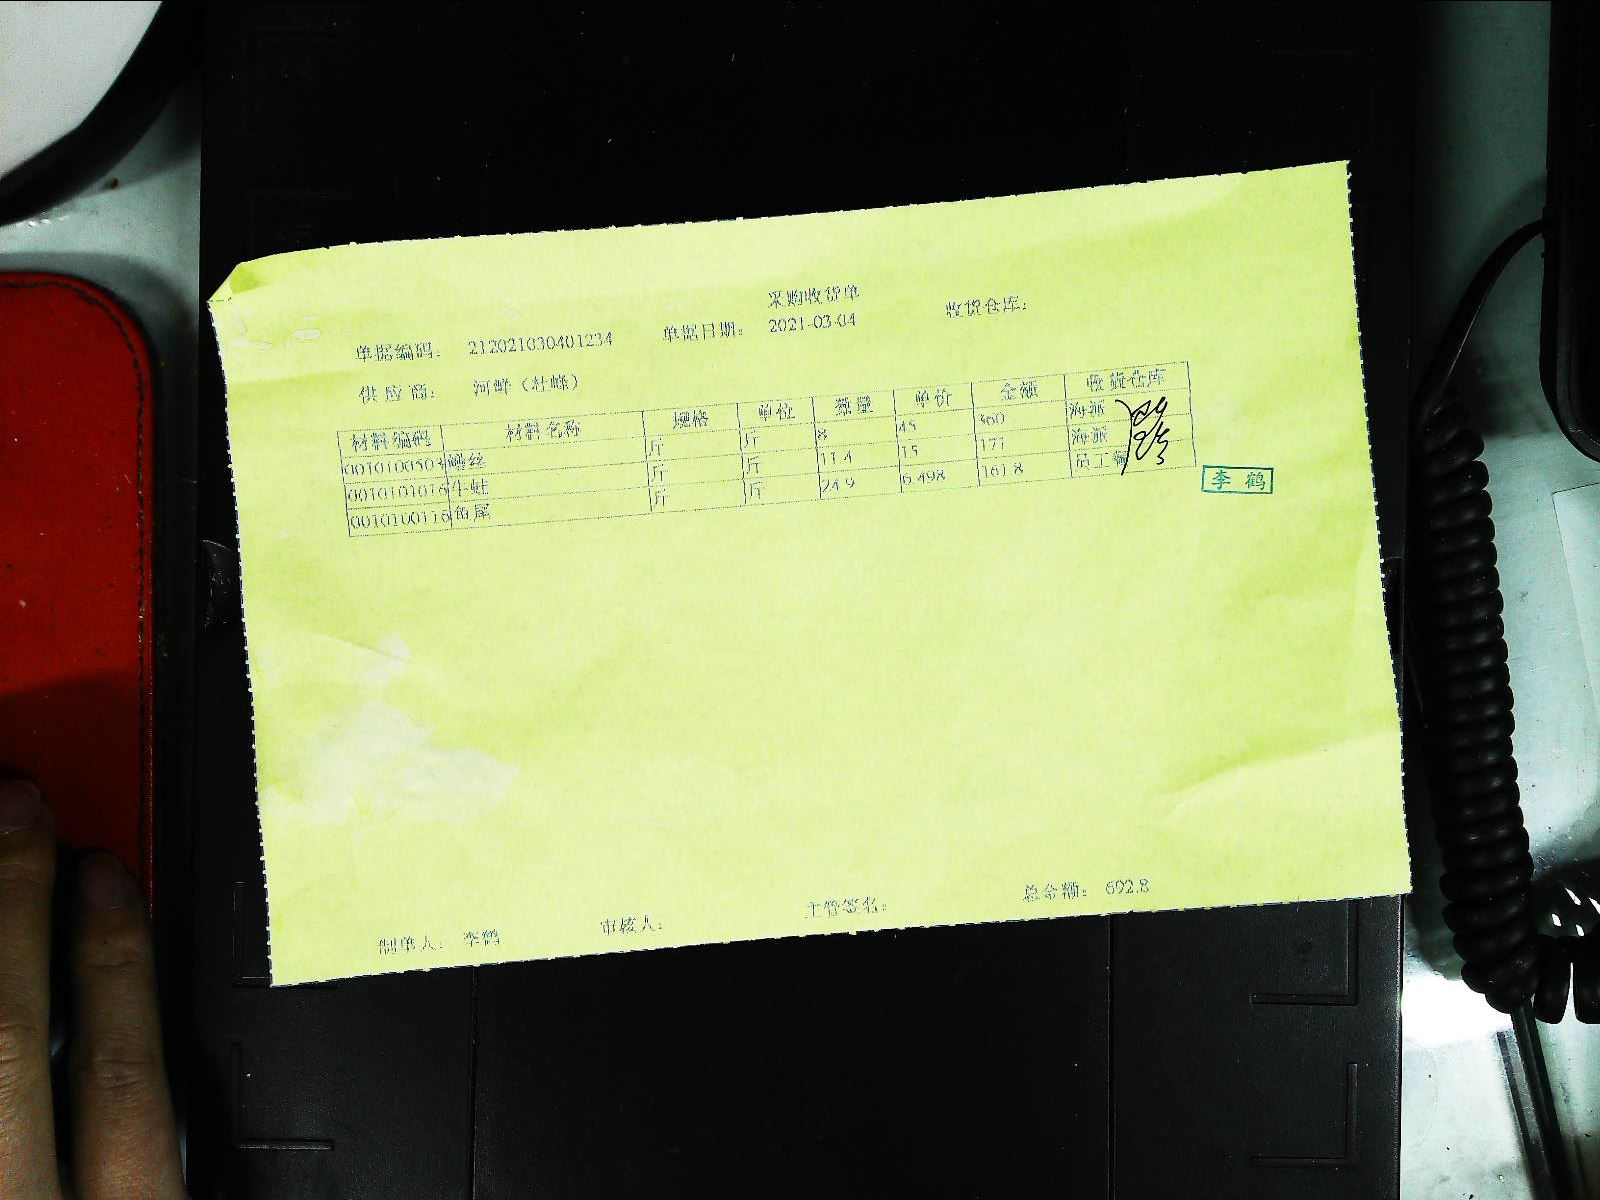 采购收货单
单据编码: 212021030401234 单据日期: 2021-03-04 收货仓库:
供应商: 河鲜（杜峰）
材料编码 材料名称 规格 单位 数量 单价 金额 收货仓库
螺丝 斤 斤 8 45 360 海派
0010101016 牛蛙 斤 斤 11.4 15 171 海派
0010100116 鱼尾 斤 斤 24.9 6.498 161.8 员工餐
李鹤
制单人: 李鹤 审核人: 主管签名: 总金额: 692.8